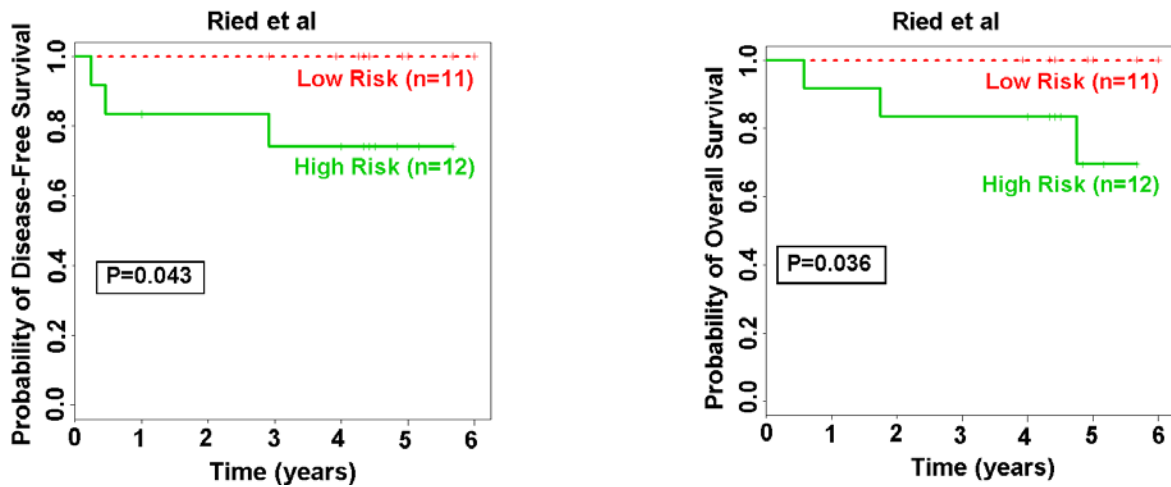 Ried et al
Probability of Disease-Free Survival
1.0
0.8
0.6
0.4
0.2
0.0
Low Risk (n=11)
High Risk (n=12)
P=0.043
0 1 2 3 4 5 6
Time (years)
Ried et al
Probability of Overall Survival
1.0
0.8
0.6
0.4
0.2
0.0
Low Risk (n=11)
High Risk (n=12)
P=0.036
0 1 2 3 4 5 6
Time (years)